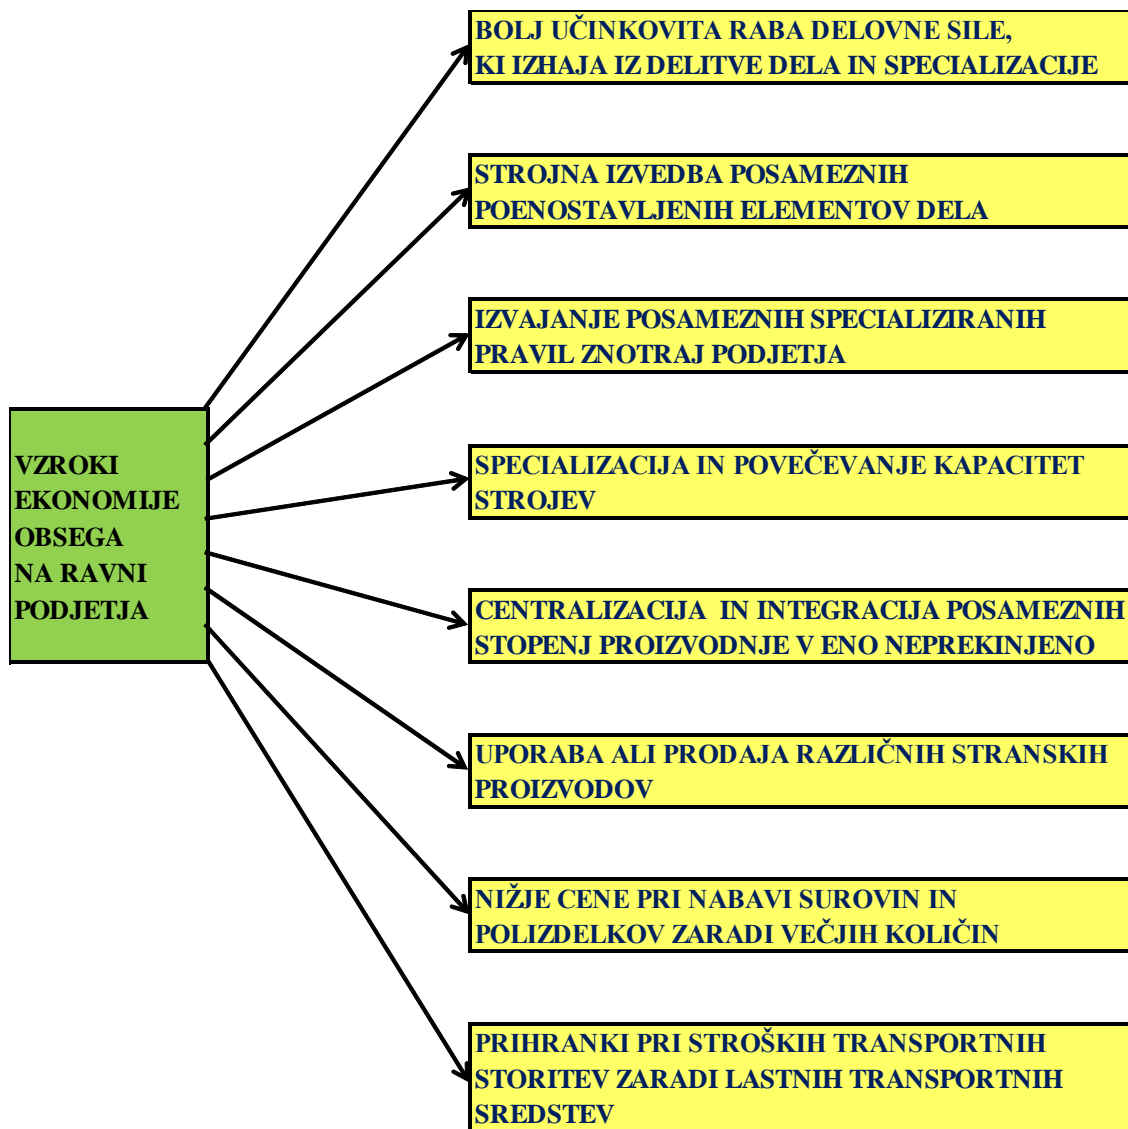 BOLJ UČINKOVITA RABA DELOVNE SILE,
KI IZHAJA IZ DELITVE DELA IN SPECIALIZACIJE
STROJNA IZVEDBA POSAMEZNIH
POENOSTAVLJENIH ELEMENTOV DELA
IZVAJANJE POSAMEZNIH SPECIALIZIRANIH
PRAVIL ZNOTRAJ PODJETJA
VZROKI
EKONOMIJE
OBSEGA
NA RAVNI
PODJETJA
SPECIALIZACIJA IN POVEČEVANJE KAPACITET
STROJEV
CENTRALIZACIJA IN INTEGRACIJA POSAMEZNIH
STOPENJ PROIZVODNJE V ENO NEPREKINJENO
UPORABA ALI PRODAJA RAZLIČNIH STRANSKIH
PROIZVODOV
NIŽJE CENE PRI NABAVI SUROVIN IN
POLIZDELKOV ZARADI VEČJIH KOLIČIN
PRIHRANKI PRI STROŠKIH TRANSPORTNIH
STORITEV ZARADI LASTNIH TRANSPORTNIH
SREDSTEV